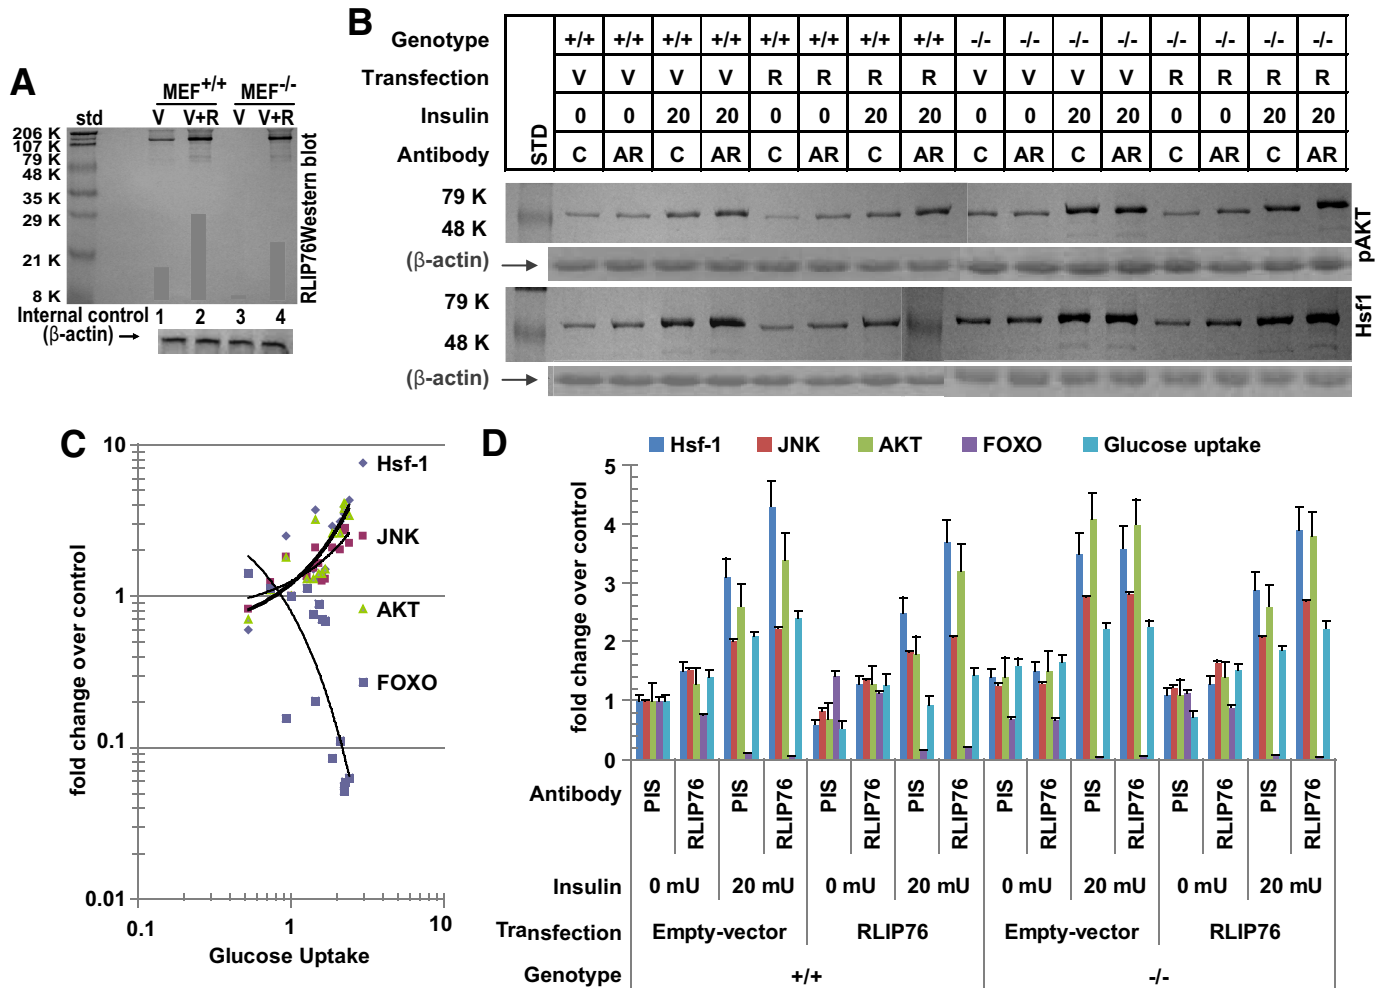 A
MEF+/+ MEF-/-
std V V+R V V+R
206 K
107 K
79 K
48 K
35 K
29 K
21 K
8 K
RLIP76Western blot
Internal control 1 2 3 4
(β-actin) →
B
Genotype +/+ +/+ +/+ +/+ +/+ +/+ +/+ +/+ -/- -/- -/- -/- -/- -/- -/- -/-
Transfection V V V V R R R R V V V V R R R R
Insulin 0 0 20 20 0 0 20 20 0 0 20 20 0 0 20 20
Antibody C AR C AR C AR C AR C AR C AR C AR C AR
STD
79 K
48 K
pAKT
(β-actin) →
79 K
48 K
Hsf1
(β-actin) →
C
fold change over control
10
1
0.1
0.01
Hsf-1
JNK
AKT
FOXO
0.1 1 10
Glucose Uptake
D
Hsf-1 JNK AKT FOXO Glucose uptake
fold change over control
5
4
3
2
1
0
Antibody PIS RLIP76 PIS RLIP76 PIS RLIP76 PIS RLIP76 PIS RLIP76 PIS RLIP76 PIS RLIP76 PIS RLIP76
Insulin 0 mU 20 mU 0 mU 20 mU 0 mU 20 mU 0 mU 20 mU
Transfection Empty-vector RLIP76 Empty-vector RLIP76
Genotype +/+ -/-